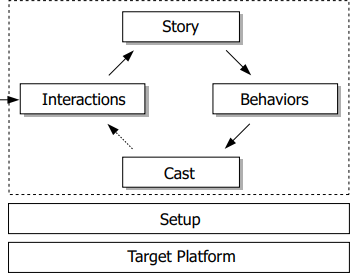 Story
Interactions
Behaviors
Cast
Setup
Target Platform